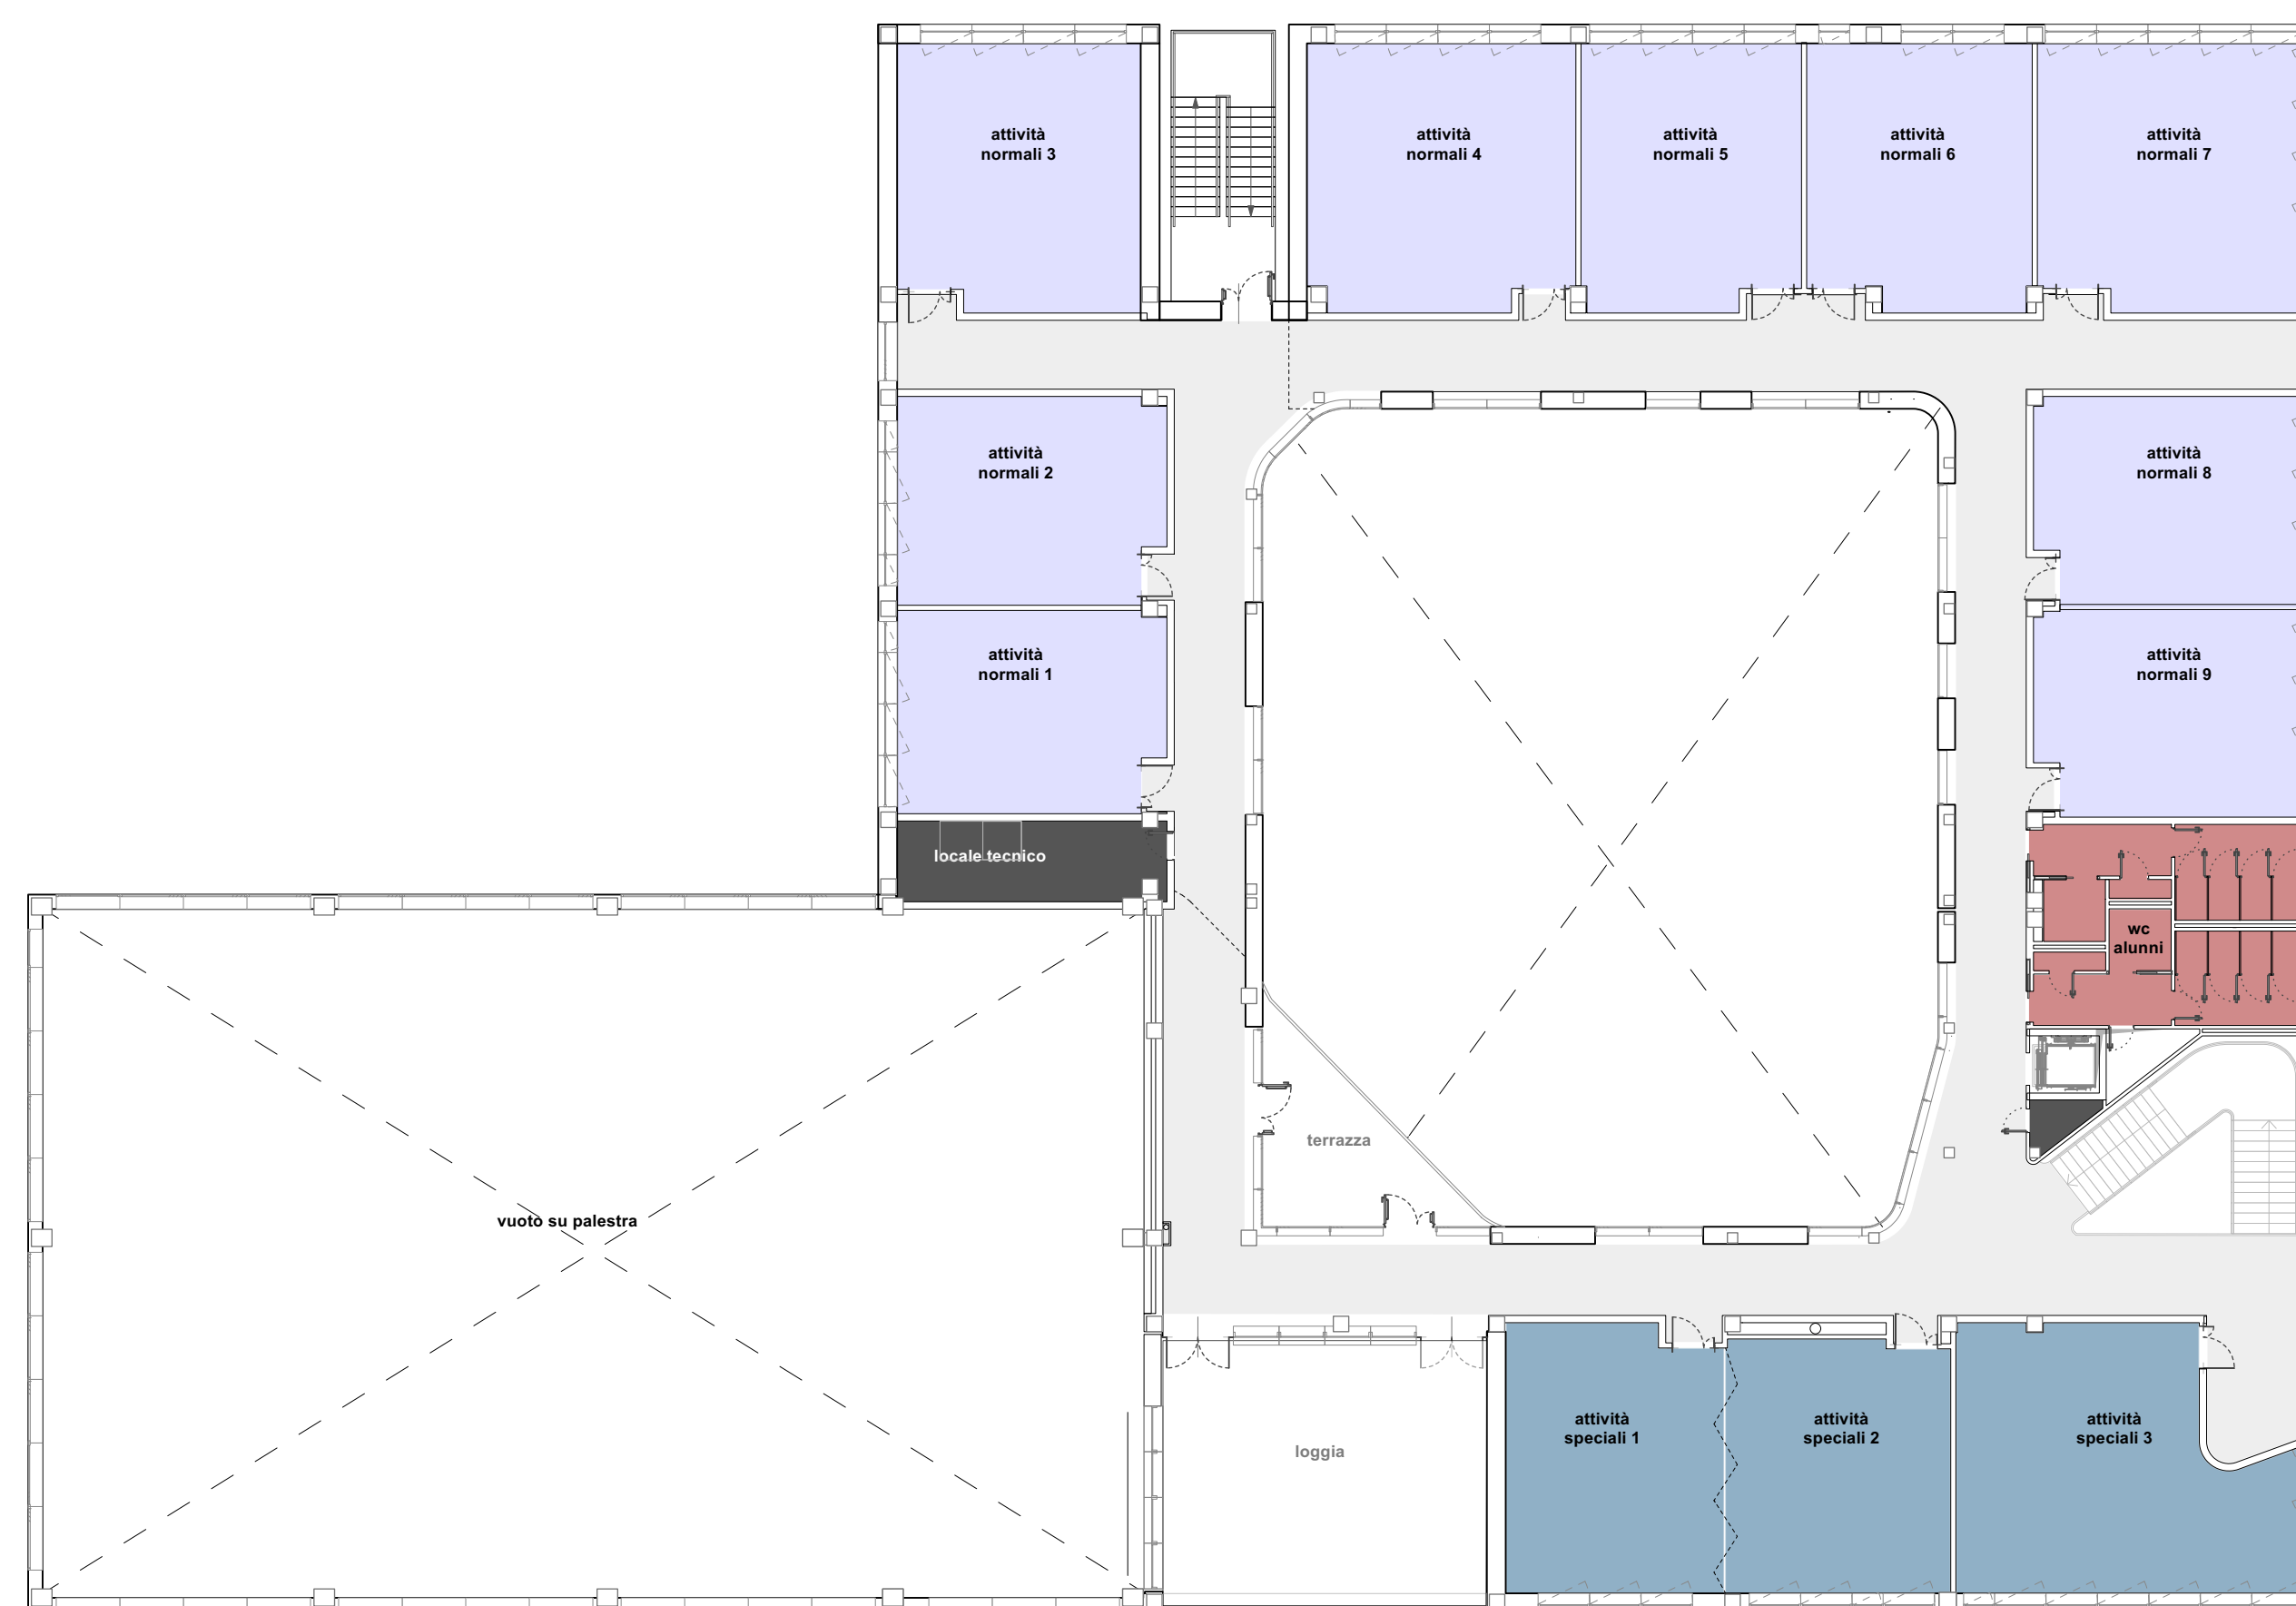 attività
normali 3
attività
normali 4
attività
normali 5
attività
normali 6
attività
normali 7
attività
normali 2
attività
normali 8
attività
normali 1
attività
normali 9
locale tecnico
wc
alunni
terrazza
vuoto su palestra
attività
speciali 1
attività
speciali 2
attività
speciali 3
loggia